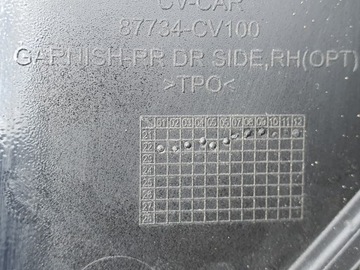 CV-CAR
87734-CV100
GARNISH-RR DR SIDE,RH(OPT)
>TPO<
01 02 03 04 05 06 07 08 09 10 11 12
21
22
23
24
25
26
27
28